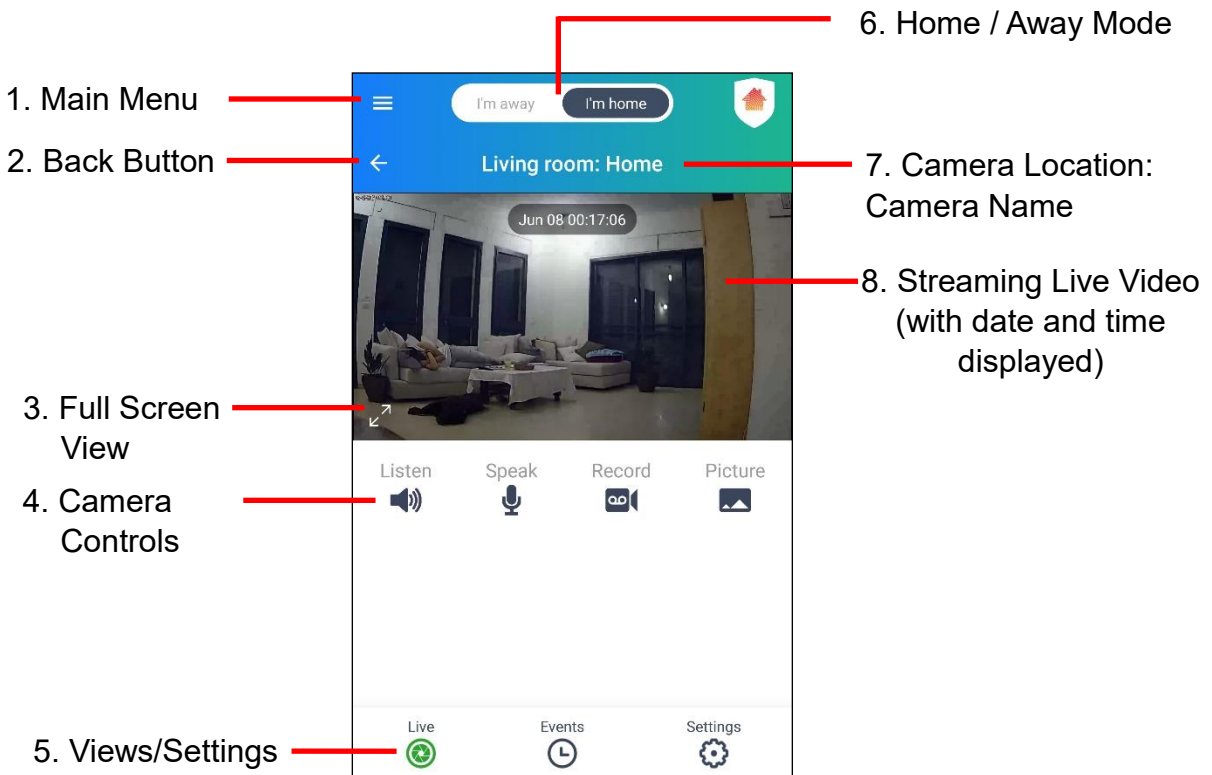 6. Home / Away Mode
1. Main Menu
I'm away
I'm home
2. Back Button
Living room: Home
7. Camera Location:
Camera Name
Jun 08 00:17:06
8. Streaming Live Video
(with date and time
displayed)
3. Full Screen
View
4. Camera
Controls
Listen
Speak
Record
Picture
5. Views/Settings
Live
Events
Settings